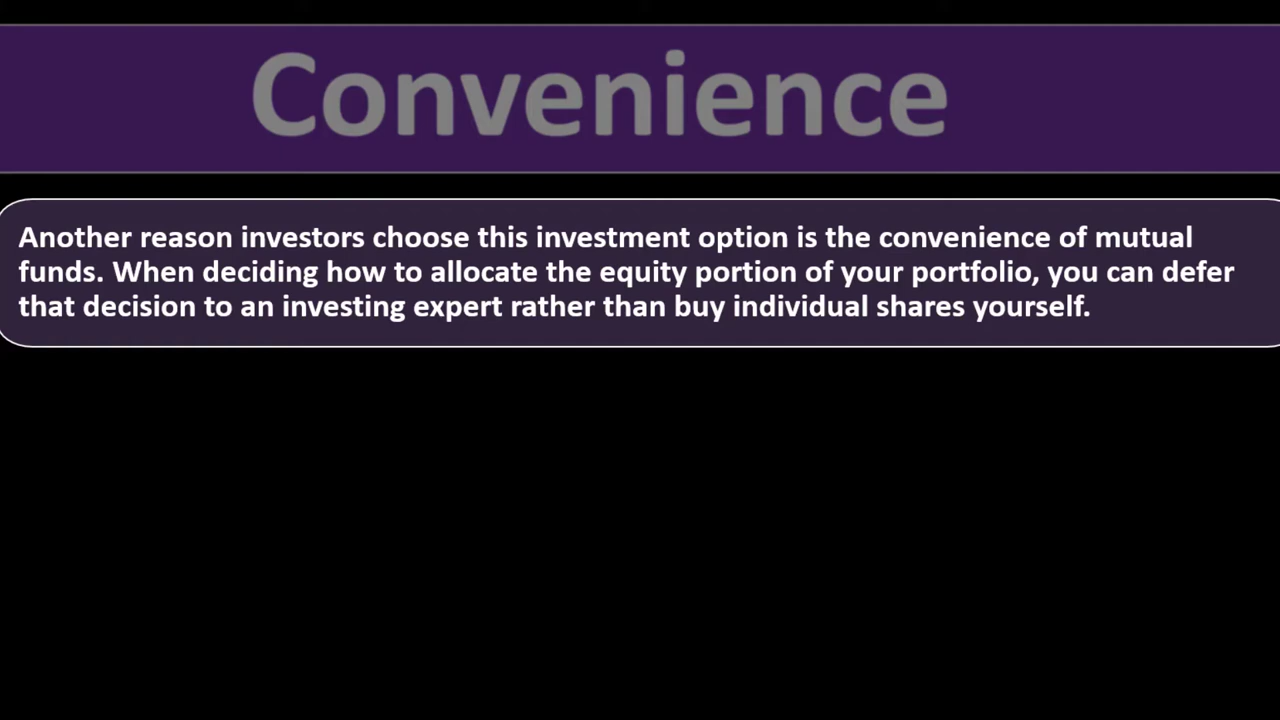 Convenience
Another reason investors choose this investment option is the convenience of mutual
funds. When deciding how to allocate the equity portion of your portfolio, you can defer
that decision to an investing expert rather than buy individual shares yourself.